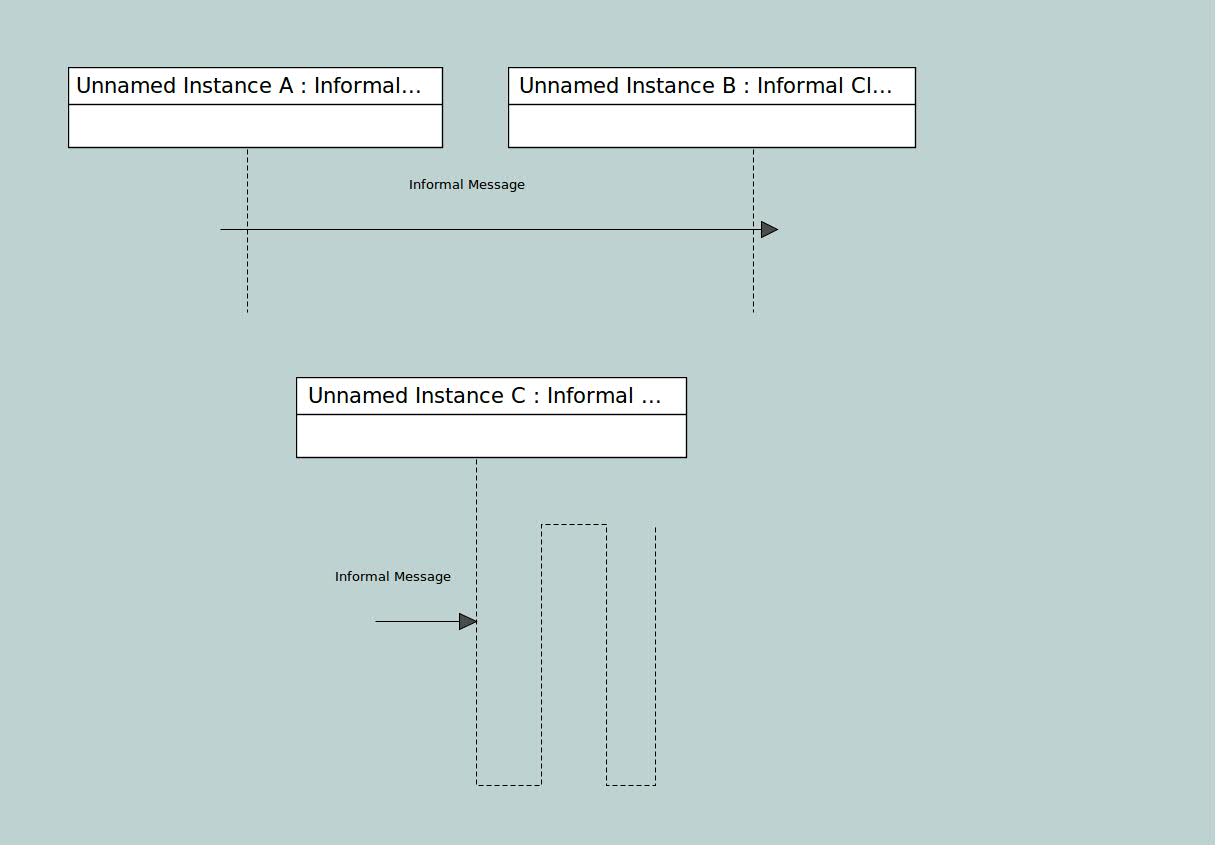 Unnamed Instance A : Informal...
Unnamed Instance B : Informal Cl...
Informal Message
Unnamed Instance C : Informal ...
Informal Message